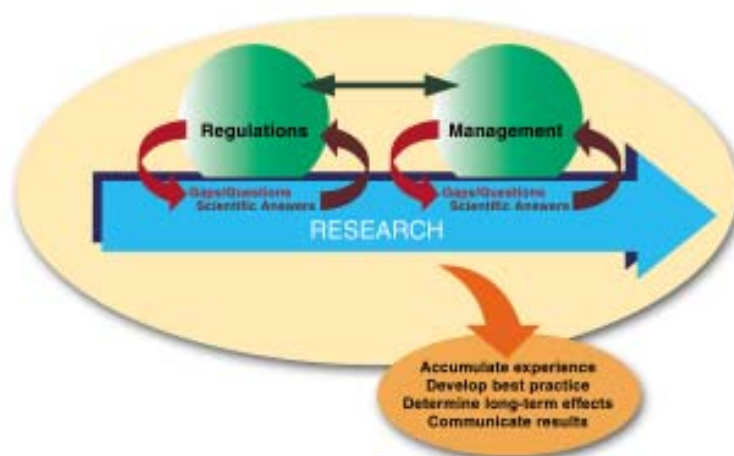 Regulations
Management
Gaps/Questions
Scientific Answers
Gaps/Questions
Scientific Answers
RESEARCH
Accumulate experience
Develop best practice
Determine long-term effects
Communicate results